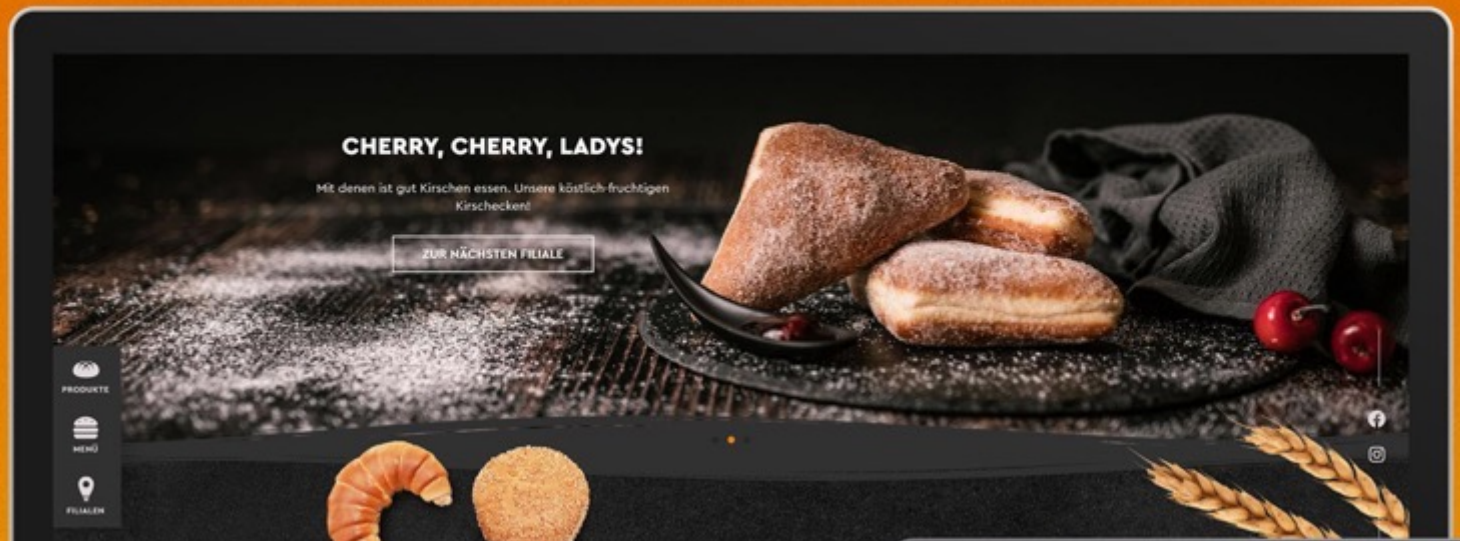 CHERRY, CHERRY, LADYS!
Mit denen ist gut Kirschen essen. Unsere köstlich-fruchtigen
Kirschecken!
ZUR NÄCHSTEN FILIALE
PRODUKTE
MENÜ
FILIALEN